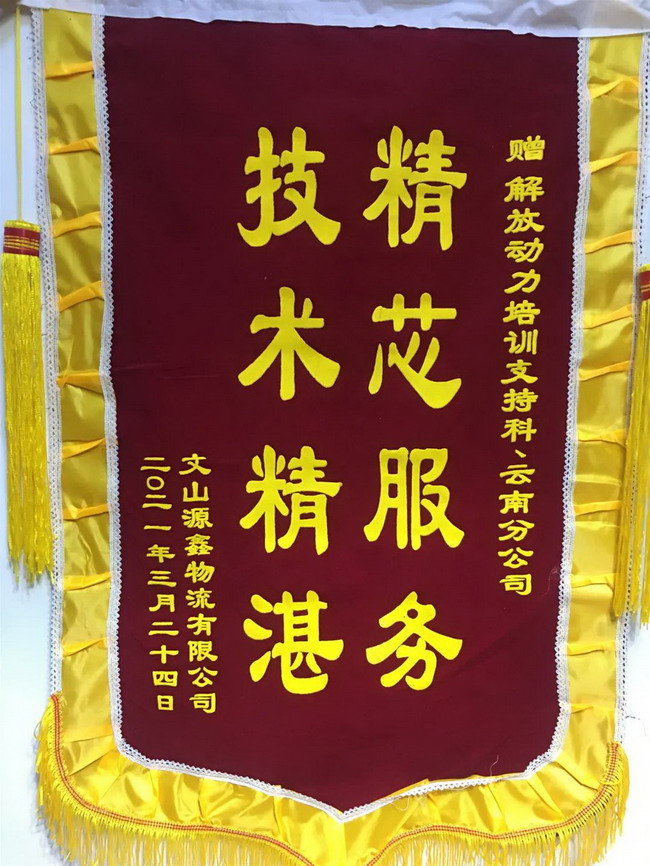 赠 解放动力培训支持科、云南分公司
精芯服务
技术精湛
文山源鑫物流有限公司
二〇二一年三月二十四日